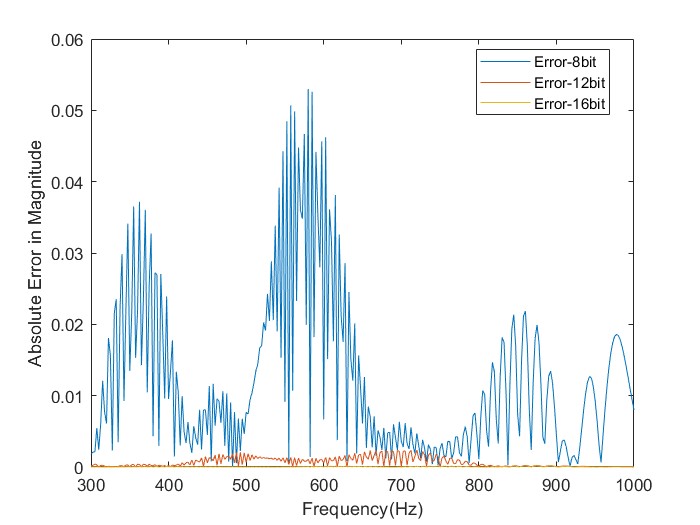 0.06
0.05
0.04
0.03
0.02
0.01
0
300 400 500 600 700 800 900 1000
Frequency(Hz)
Absolute Error in Magnitude
Error-8bit
Error-12bit
Error-16bit